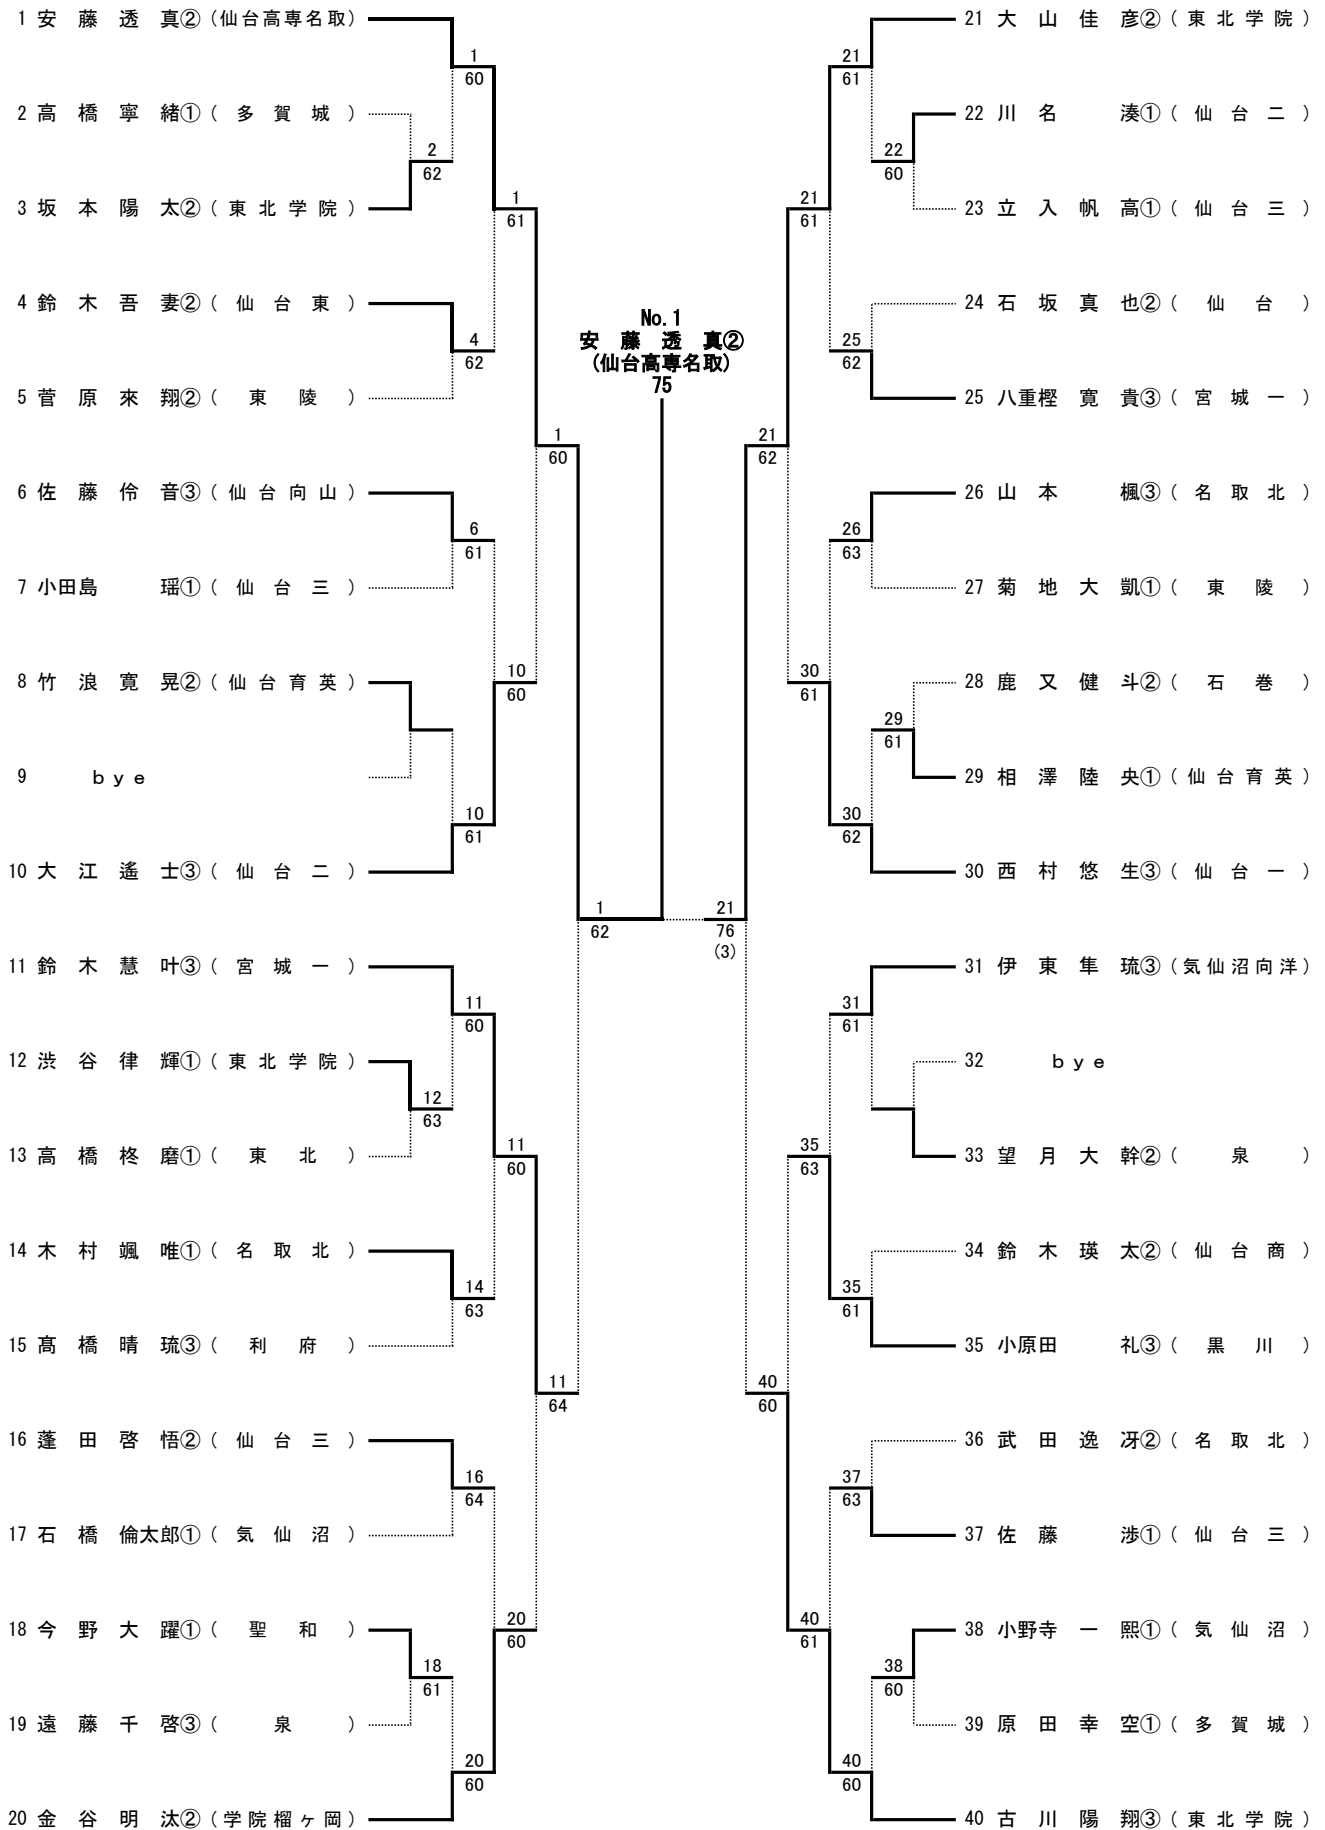 1 安藤透真②(仙台高専名取)
2 高橋寧緒①(多賀城)
3 坂本陽太②(東北学院)
4 鈴木吾妻②(仙台東)
5 菅原來翔②(東陵)
6 佐藤伶音③(仙台向山)
7 小田島瑶①(仙台三)
8 竹浪寛晃②(仙台育英)
9 bye
10 大江遙士③(仙台二)
11 鈴木慧叶③(宮城一)
12 渋谷律輝①(東北学院)
13 高橋柊磨①(東北)
14 木村颯唯①(名取北)
15 髙橋晴琉③(利府)
16 蓬田啓悟②(仙台三)
17 石橋倫太郎①(気仙沼)
18 今野大躍①(聖和)
19 遠藤千啓③(泉)
20 金谷明汰②(学院榴ヶ岡)
1
60
2
62
4
62
6
61
10
61
11
60
12
63
14
63
16
64
18
61
20
60
1
61
10
60
11
60
20
60
1
60
11
64
1
62
No.1
安藤透真②
(仙台高専名取)
75
21
76
(3)
21
62
40
60
21
61
30
61
35
63
40
61
21
61
22
60
25
62
26
63
29
61
30
62
31
61
35
61
37
63
38
60
40
60
21 大山佳彦②(東北学院)
22 川名湊①(仙台二)
23 立入帆高①(仙台三)
24 石坂真也②(仙台)
25 八重樫寛貴③(宮城一)
26 山本楓③(名取北)
27 菊地大凱①(東陵)
28 鹿又健斗②(石巻)
29 相澤陸央①(仙台育英)
30 西村悠生③(仙台一)
31 伊東隼琉③(気仙沼向洋)
32 bye
33 望月大幹②(泉)
34 鈴木瑛太②(仙台商)
35 小原田礼③(黒川)
36 武田逸冴②(名取北)
37 佐藤渉①(仙台三)
38 小野寺一熙①(気仙沼)
39 原田幸空①(多賀城)
40 古川陽翔③(東北学院)